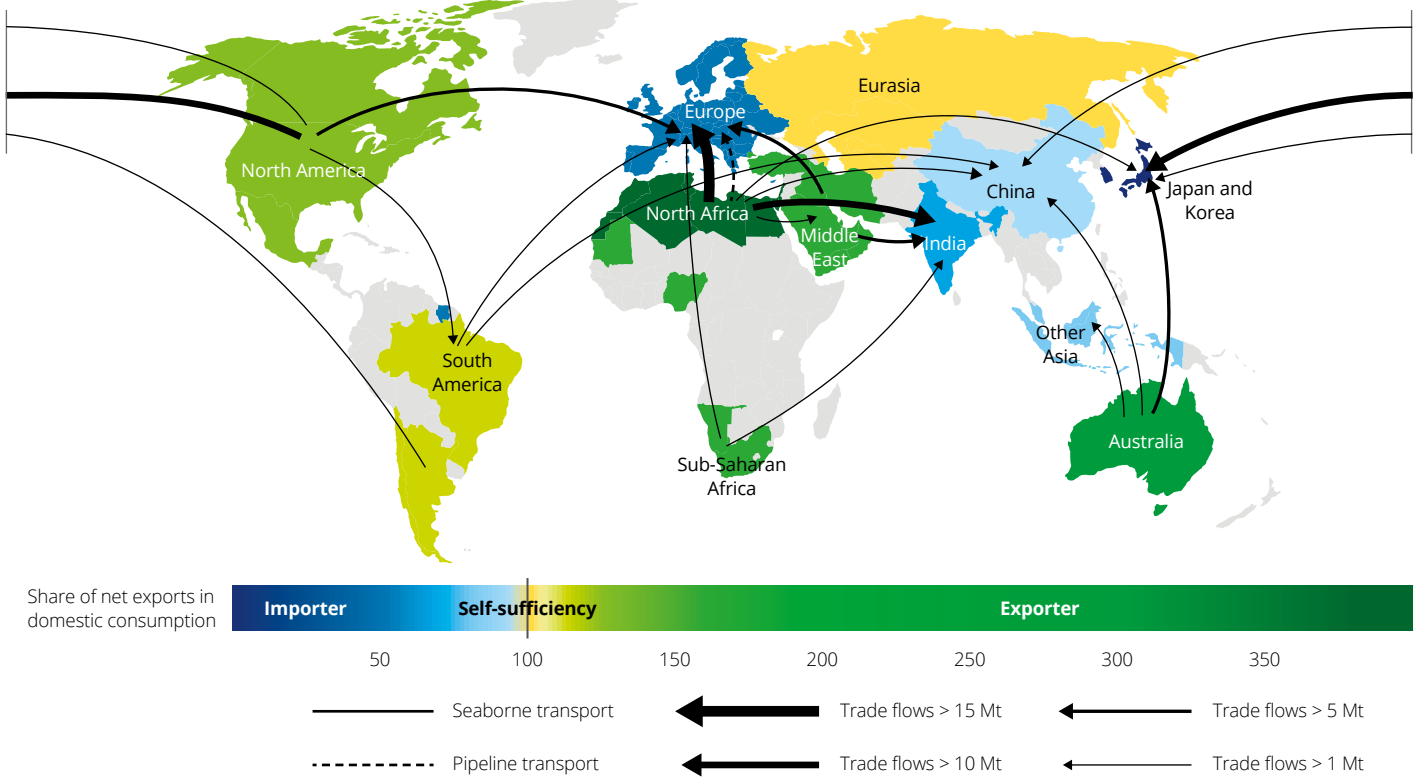 Eurasia
Europe
North America
China
Japan and
Korea
North Africa
Middle
East
India
Other
Asia
South
America
Australia
Sub-Saharan
Africa
Share of net exports in
domestic consumption
Importer
Self-sufficiency
Exporter
50 100 150 200 250 300 350
Seaborne transport
Trade flows > 15 Mt
Trade flows > 5 Mt
Pipeline transport
Trade flows > 10 Mt
Trade flows > 1 Mt